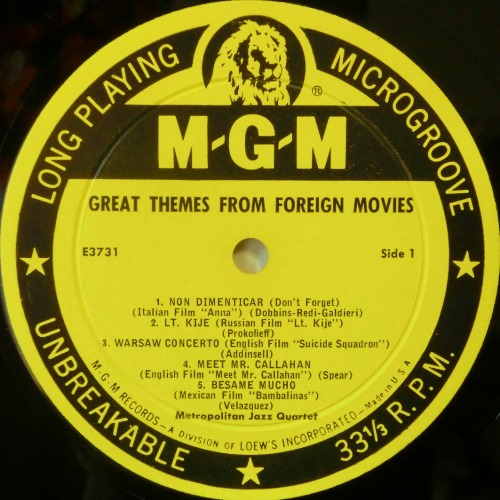 LONG PLAYING
MICROGROOVE
®
M-G-M
GREAT THEMES FROM FOREIGN MOVIES
E3731
Side 1
1. NON DIMENTICAR (Don't Forget)
(Italian Film "Anna") (Dobbins-Redi-Galdieri)
2. LT. KIJE (Russian Film "Lt. Kije")
(Prokofieff)
3. WARSAW CONCERTO (English Film "Suicide Squadron")
(Addinsell)
4. MEET MR. CALLAHAN
(English Film "Meet Mr. Callahan") (Spear)
5. BESAME MUCHO
(Mexican Film "Bambalinas")
(Velazquez)
Metropolitan Jazz Quartet
M-G-M RECORDS—A DIVISION OF LOEW'S INCORPORATED—Made in U.S.A
UNBREAKABLE
33⅓ R.P.M.